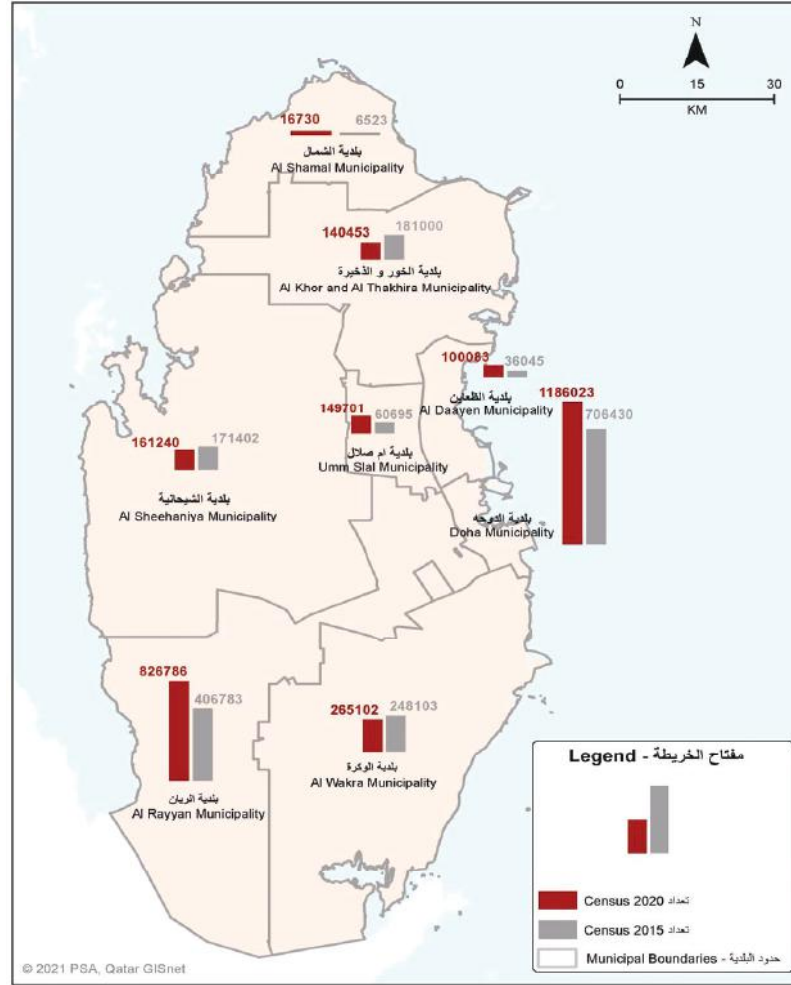 N
0 15 30
KM
16730 6523
بلدية الشمال
Al Shamal Municipality
140453 181000
بلدية الخور و الذخيرة
Al Khor and Al Thakhira Municipality
100083 36045
بلدية الظعاين
Al Daayen Municipality
1186023 706430
149701 60695
بلدية ام صلال
Umm Slal Municipality
161240 171402
بلدية الشيحانية
Al Sheehaniya Municipality
بلدية الدوحه
Doha Municipality
826786 406783
بلدية الريان
Al Rayyan Municipality
265102 248103
بلدية الوكرة
Al Wakra Municipality
Legend - مفتاح الخريطة
Census 2020 تعداد
Census 2015 تعداد
Municipal Boundaries - حدود البلدية
© 2021 PSA, Qatar GISnet